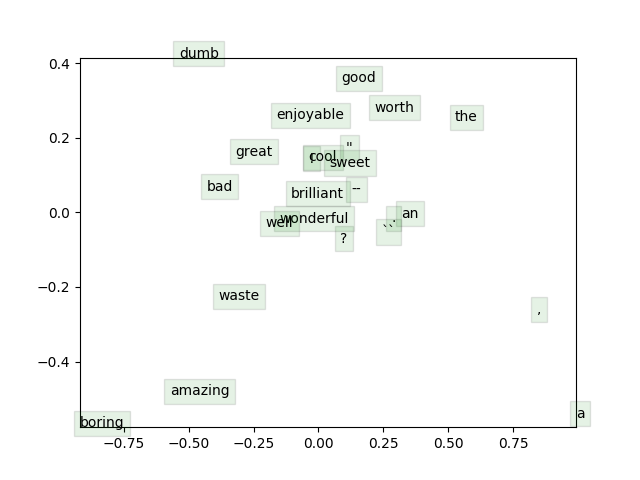 dumb
0.4
good
worth
enjoyable
the
0.2
"
great
cool
sweet
bad
--
brilliant
0.0
an
wonderful
well
.
``
?
−0.2
waste
,
−0.4
amazing
a
boring
−0.75 −0.50 −0.25 0.00 0.25 0.50 0.75